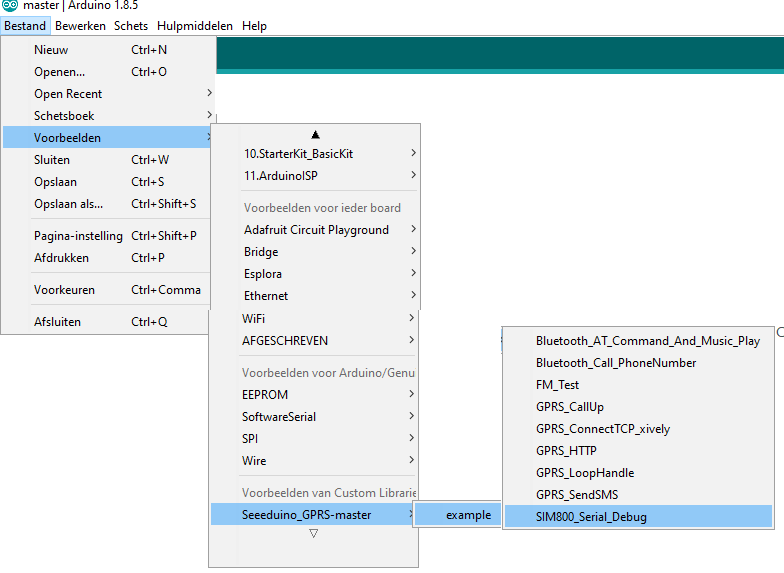 master | Arduino 1.8.5
Bestand Bewerken Schets Hulpmiddelen Help
Nieuw Ctrl+N
Openen... Ctrl+O
Open Recent
Schetsboek
Voorbeelden
Sluiten Ctrl+W
Opslaan Ctrl+S
Opslaan als... Ctrl+Shift+S
Pagina-instelling Ctrl+Shift+P
Afdrukken Ctrl+P
Voorkeuren Ctrl+Comma
Afsluiten Ctrl+Q
10.StarterKit_BasicKit
11.ArduinoISP
Voorbeelden voor ieder board
Adafruit Circuit Playground
Bridge
Esplora
Ethernet
WiFi
AFGESCHREVEN
Voorbeelden voor Arduino/Genu
EEPROM
SoftwareSerial
SPI
Wire
Voorbeelden van Custom Librarie
Seeeduino_GPRS-master
example
Bluetooth_AT_Command_And_Music_Play
Bluetooth_Call_PhoneNumber
FM_Test
GPRS_CallUp
GPRS_ConnectTCP_xively
GPRS_HTTP
GPRS_LoopHandle
GPRS_SendSMS
SIM800_Serial_Debug